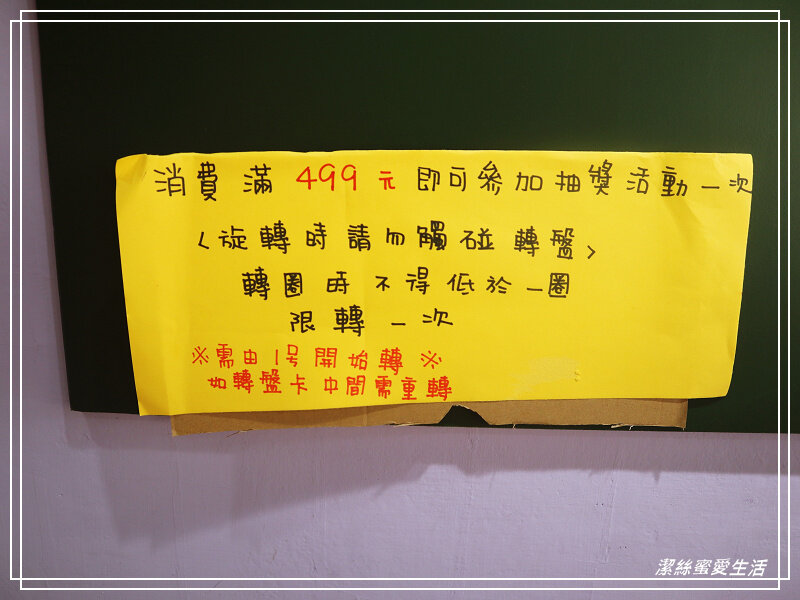 消費滿 499 元 即可參加抽獎活動一次
〈旋轉時請勿觸碰轉盤〉
轉圈時不得低於一圈
限轉一次
※需由1号開始轉※
如轉盤卡中間需重轉
潔絲蜜愛生活